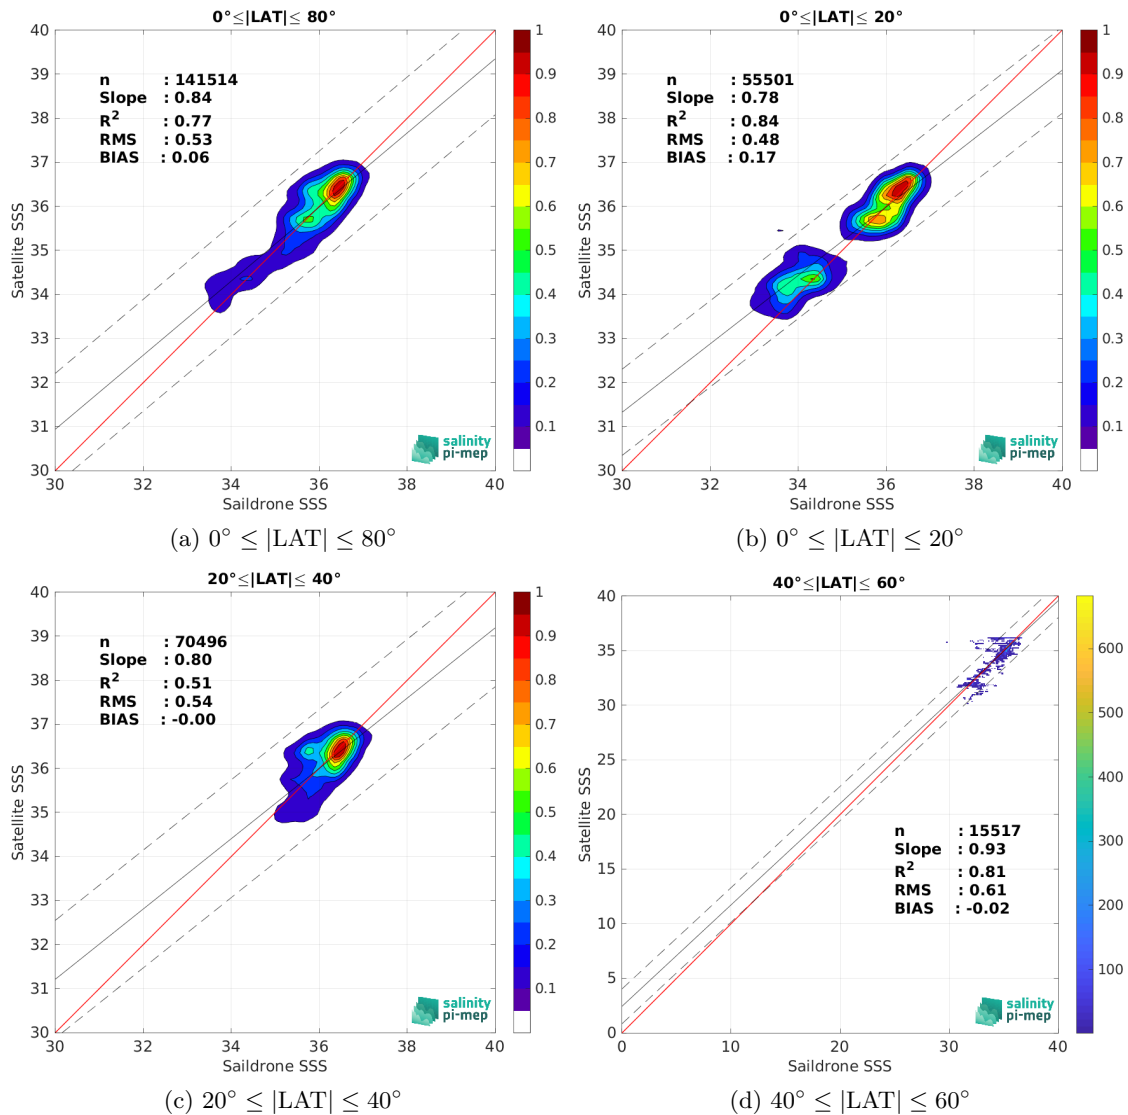 0°≤|LAT|≤ 80°
40
39
38
37
36
35
34
33
32
31
30
Satellite SSS
n : 141514
Slope : 0.84
R² : 0.77
RMS : 0.53
BIAS : 0.06
salinity
pi-mep
30 32 34 36 38 40
Saildrone SSS
1
0.9
0.8
0.7
0.6
0.5
0.4
0.3
0.2
0.1
(a) 0° ≤ |LAT| ≤ 80°
0°≤|LAT|≤ 20°
40
39
38
37
36
35
34
33
32
31
30
Satellite SSS
n : 55501
Slope : 0.78
R² : 0.84
RMS : 0.48
BIAS : 0.17
salinity
pi-mep
30 32 34 36 38 40
Saildrone SSS
1
0.9
0.8
0.7
0.6
0.5
0.4
0.3
0.2
0.1
(b) 0° ≤ |LAT| ≤ 20°
20°≤|LAT|≤ 40°
40
39
38
37
36
35
34
33
32
31
30
Satellite SSS
n : 70496
Slope : 0.80
R² : 0.51
RMS : 0.54
BIAS : -0.00
salinity
pi-mep
30 32 34 36 38 40
Saildrone SSS
1
0.9
0.8
0.7
0.6
0.5
0.4
0.3
0.2
0.1
(c) 20° ≤ |LAT| ≤ 40°
40°≤|LAT|≤ 60°
40
35
30
25
20
15
10
5
0
Satellite SSS
n : 15517
Slope : 0.93
R² : 0.81
RMS : 0.61
BIAS : -0.02
salinity
pi-mep
0 10 20 30 40
Saildrone SSS
600
500
400
300
200
100
(d) 40° ≤ |LAT| ≤ 60°